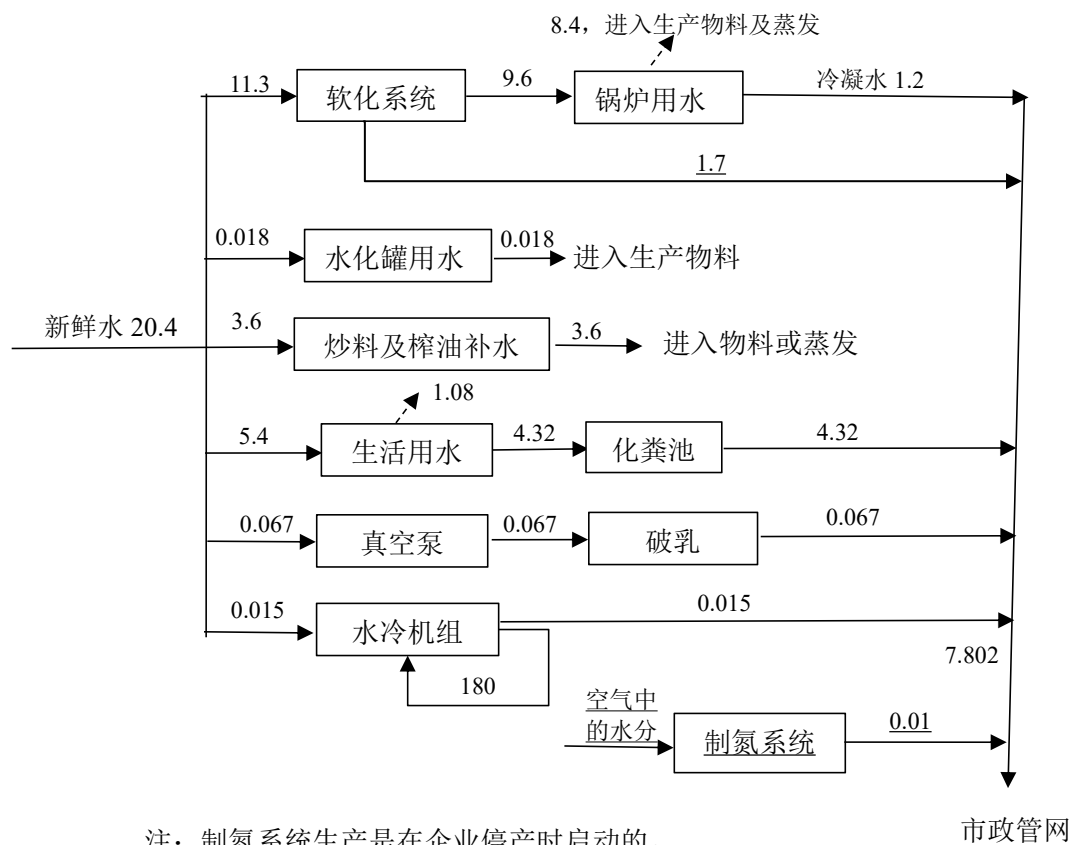 8.4，进入生产物料及蒸发
11.3
软化系统
9.6
锅炉用水
冷凝水 1.2
1.7
0.018
水化罐用水
0.018
进入生产物料
新鲜水 20.4
3.6
炒料及榨油补水
3.6
进入物料或蒸发
1.08
5.4
生活用水
4.32
化粪池
4.32
0.067
真空泵
0.067
破乳
0.067
0.015
水冷机组
0.015
7.802
180
空气中
的水分
制氮系统
0.01
市政管网
注：制氮系统生产是在企业停产时启动的